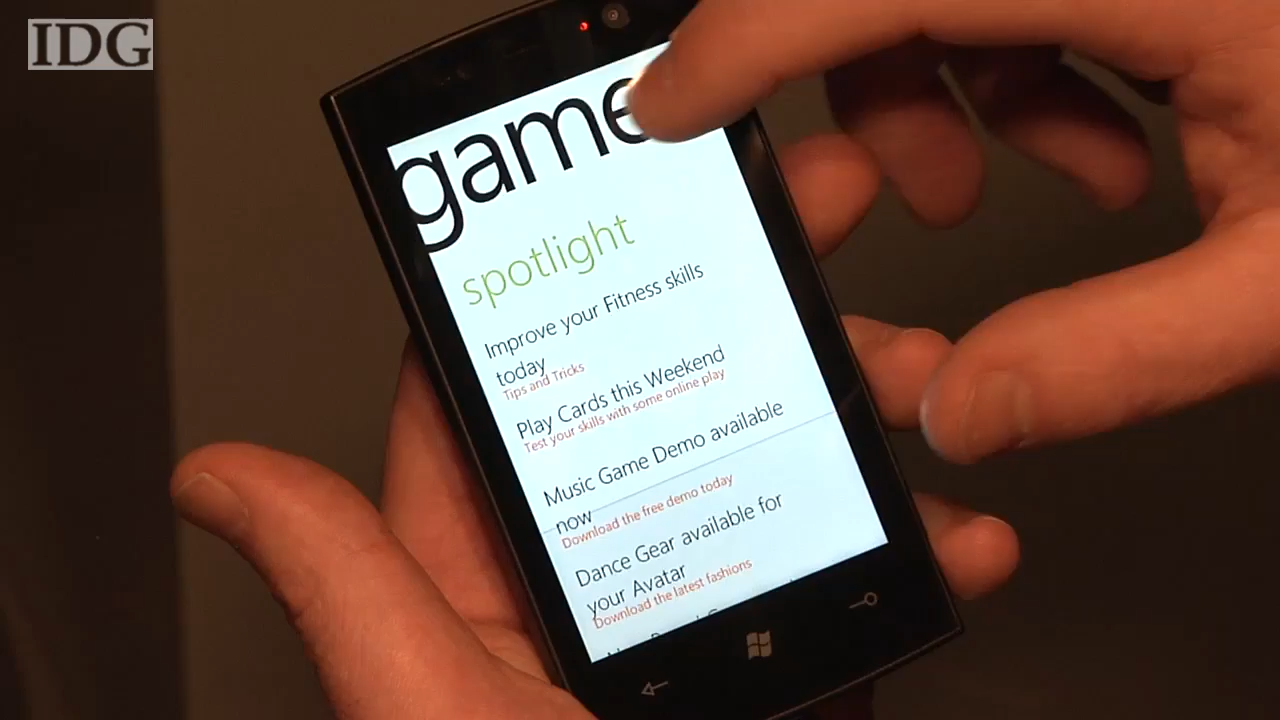 IDG
game
spotlight
Improve your Fitness skills
today
Tips and Tricks
Play Cards this Weekend
Test your skills with some online play
Music Game Demo available
now
Download the free demo today
Dance Gear available for
your Avatar
Download the latest fashions